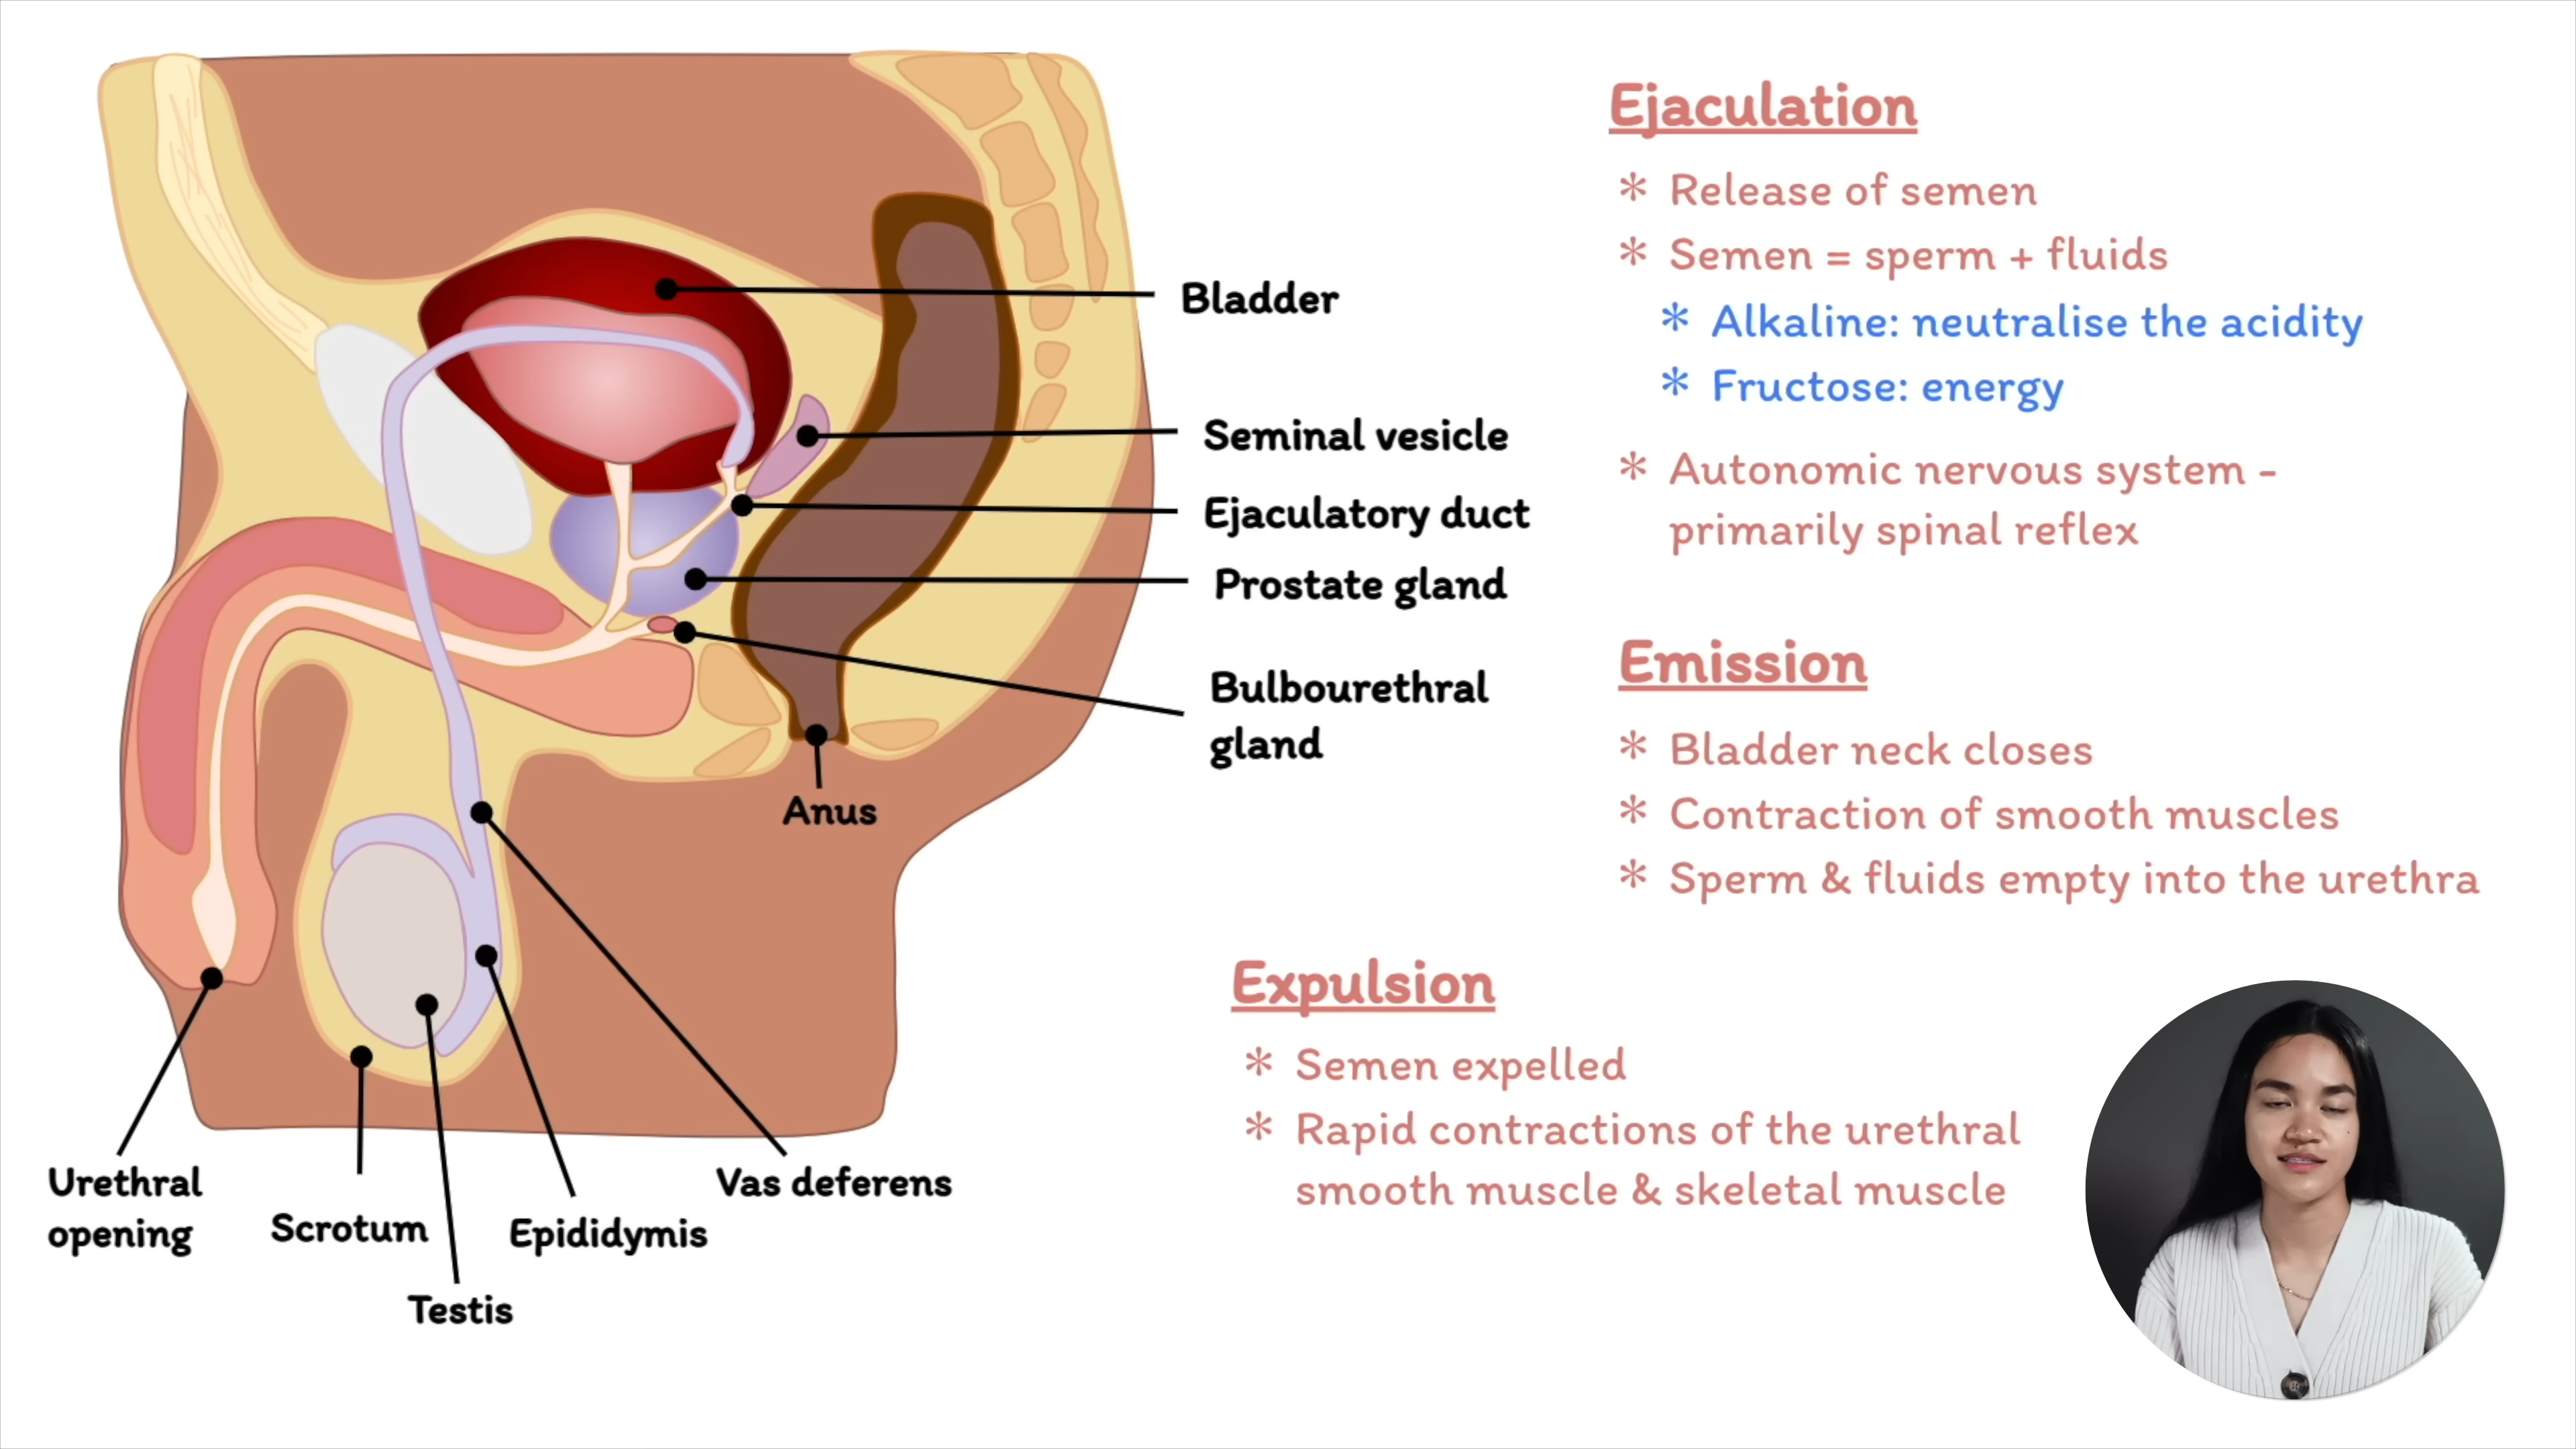 Bladder
Seminal vesicle
Ejaculatory duct
Prostate gland
Bulbourethral
gland
Anus
Vas deferens
Urethral
opening
Scrotum
Epididymis
Testis
Ejaculation
* Release of semen
* Semen = sperm + fluids
* Alkaline: neutralise the acidity
* Fructose: energy
* Autonomic nervous system -
primarily spinal reflex
Emission
* Bladder neck closes
* Contraction of smooth muscles
* Sperm & fluids empty into the urethra
Expulsion
* Semen expelled
* Rapid contractions of the urethral
smooth muscle & skeletal muscle